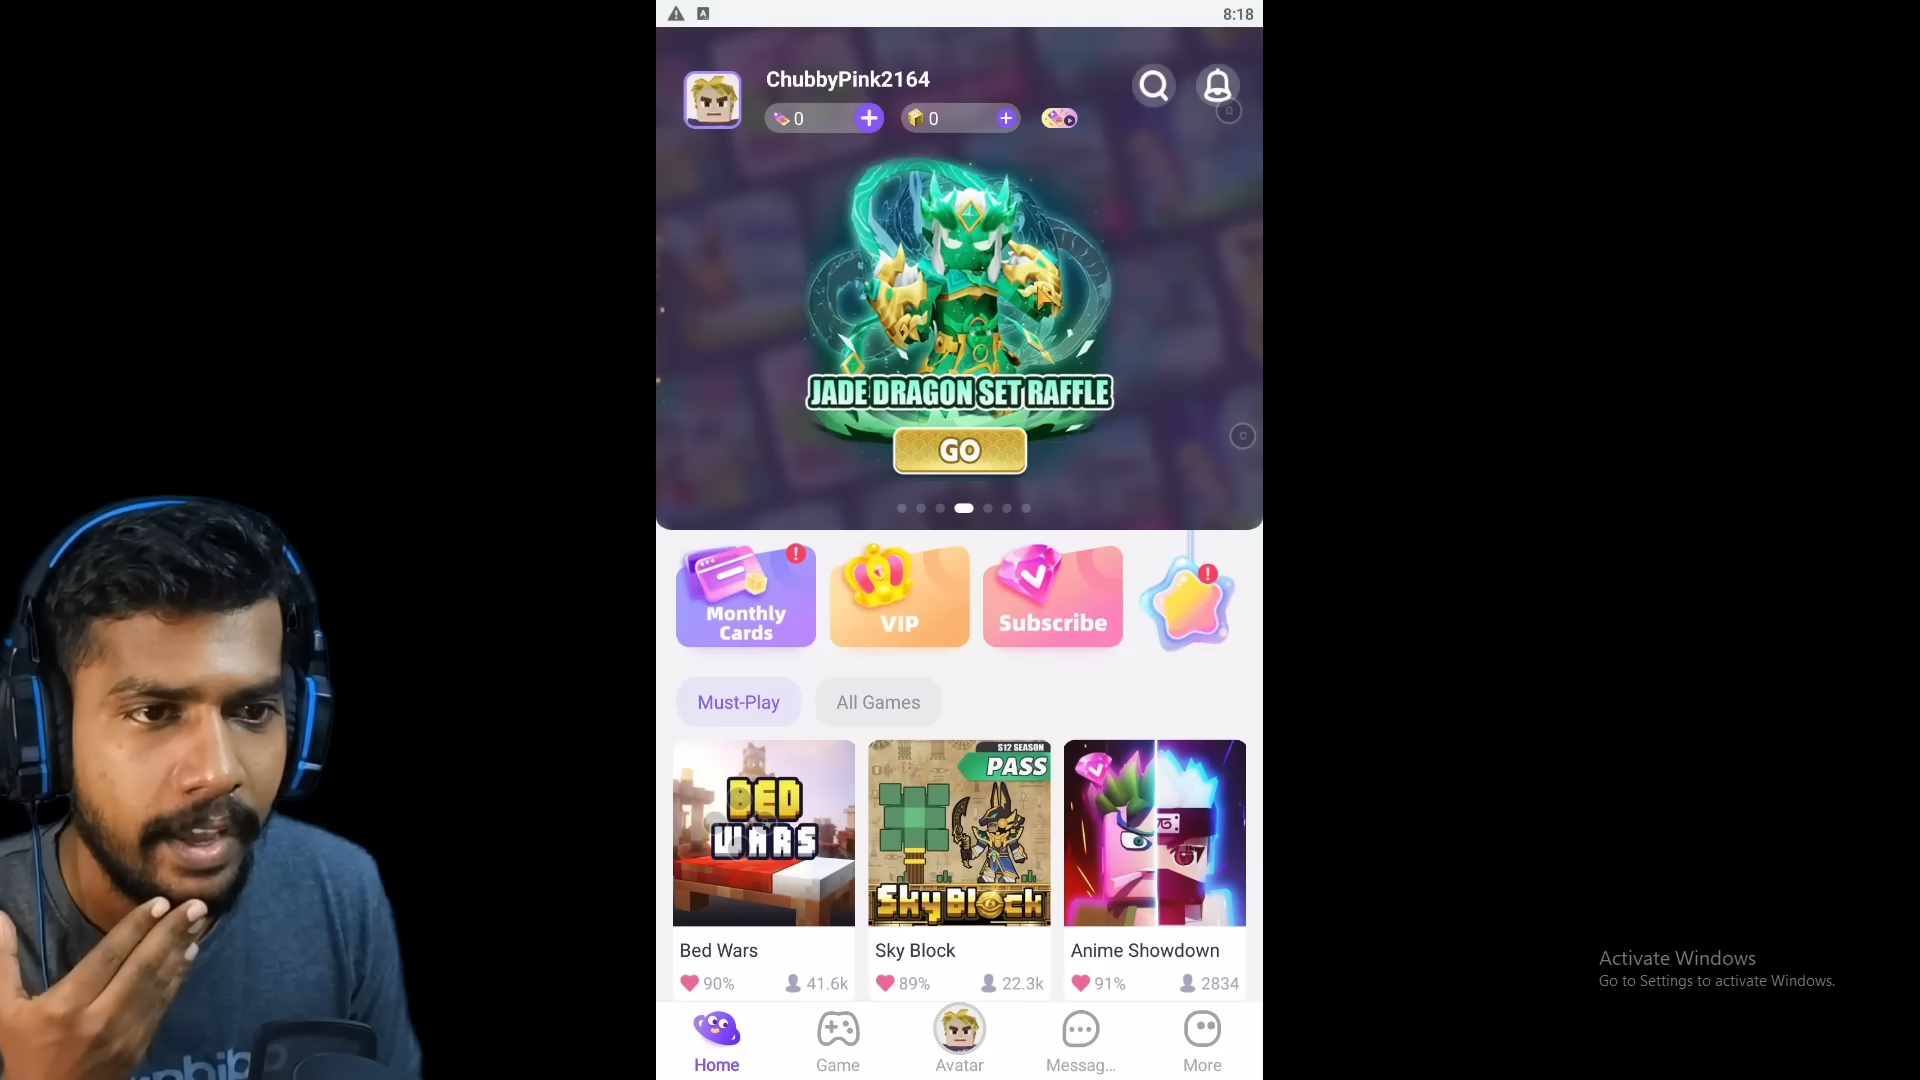 8:18
ChubbyPink2164
0
0
Q
JADE DRAGON SET RAFFLE
GO
C
Monthly
Cards
VIP
Subscribe
Must-Play
All Games
BED
WARS
S12 SEASON
PASS
SkyBlock
Bed Wars
Sky Block
Anime Showdown
90%
41.6k
89%
22.3k
91%
2834
Home
Game
Avatar
Messag...
More
Activate Windows
Go to Settings to activate Windows.